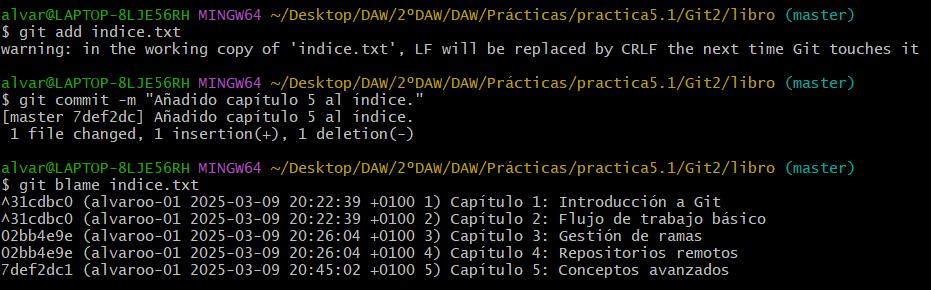 alvar@LAPTOP-8LJE56RH MINGW64 ~/Desktop/DAW/2ºDAW/DAW/Prácticas/practica5.1/Git2/libro (master)
$ git add indice.txt
warning: in the working copy of 'indice.txt', LF will be replaced by CRLF the next time Git touches it
alvar@LAPTOP-8LJE56RH MINGW64 ~/Desktop/DAW/2ºDAW/DAW/Prácticas/practica5.1/Git2/libro (master)
$ git commit -m "Añadido capítulo 5 al índice."
[master 7def2dc] Añadido capítulo 5 al índice.
 1 file changed, 1 insertion(+), 1 deletion(-)
alvar@LAPTOP-8LJE56RH MINGW64 ~/Desktop/DAW/2ºDAW/DAW/Prácticas/practica5.1/Git2/libro (master)
$ git blame indice.txt
^31cdbc0 (alvaroo-01 2025-03-09 20:22:39 +0100 1) Capítulo 1: Introducción a Git
^31cdbc0 (alvaroo-01 2025-03-09 20:22:39 +0100 2) Capítulo 2: Flujo de trabajo básico
02bb4e9e (alvaroo-01 2025-03-09 20:26:04 +0100 3) Capítulo 3: Gestión de ramas
02bb4e9e (alvaroo-01 2025-03-09 20:26:04 +0100 4) Capítulo 4: Repositorios remotos
7def2dc1 (alvaroo-01 2025-03-09 20:45:02 +0100 5) Capítulo 5: Conceptos avanzados